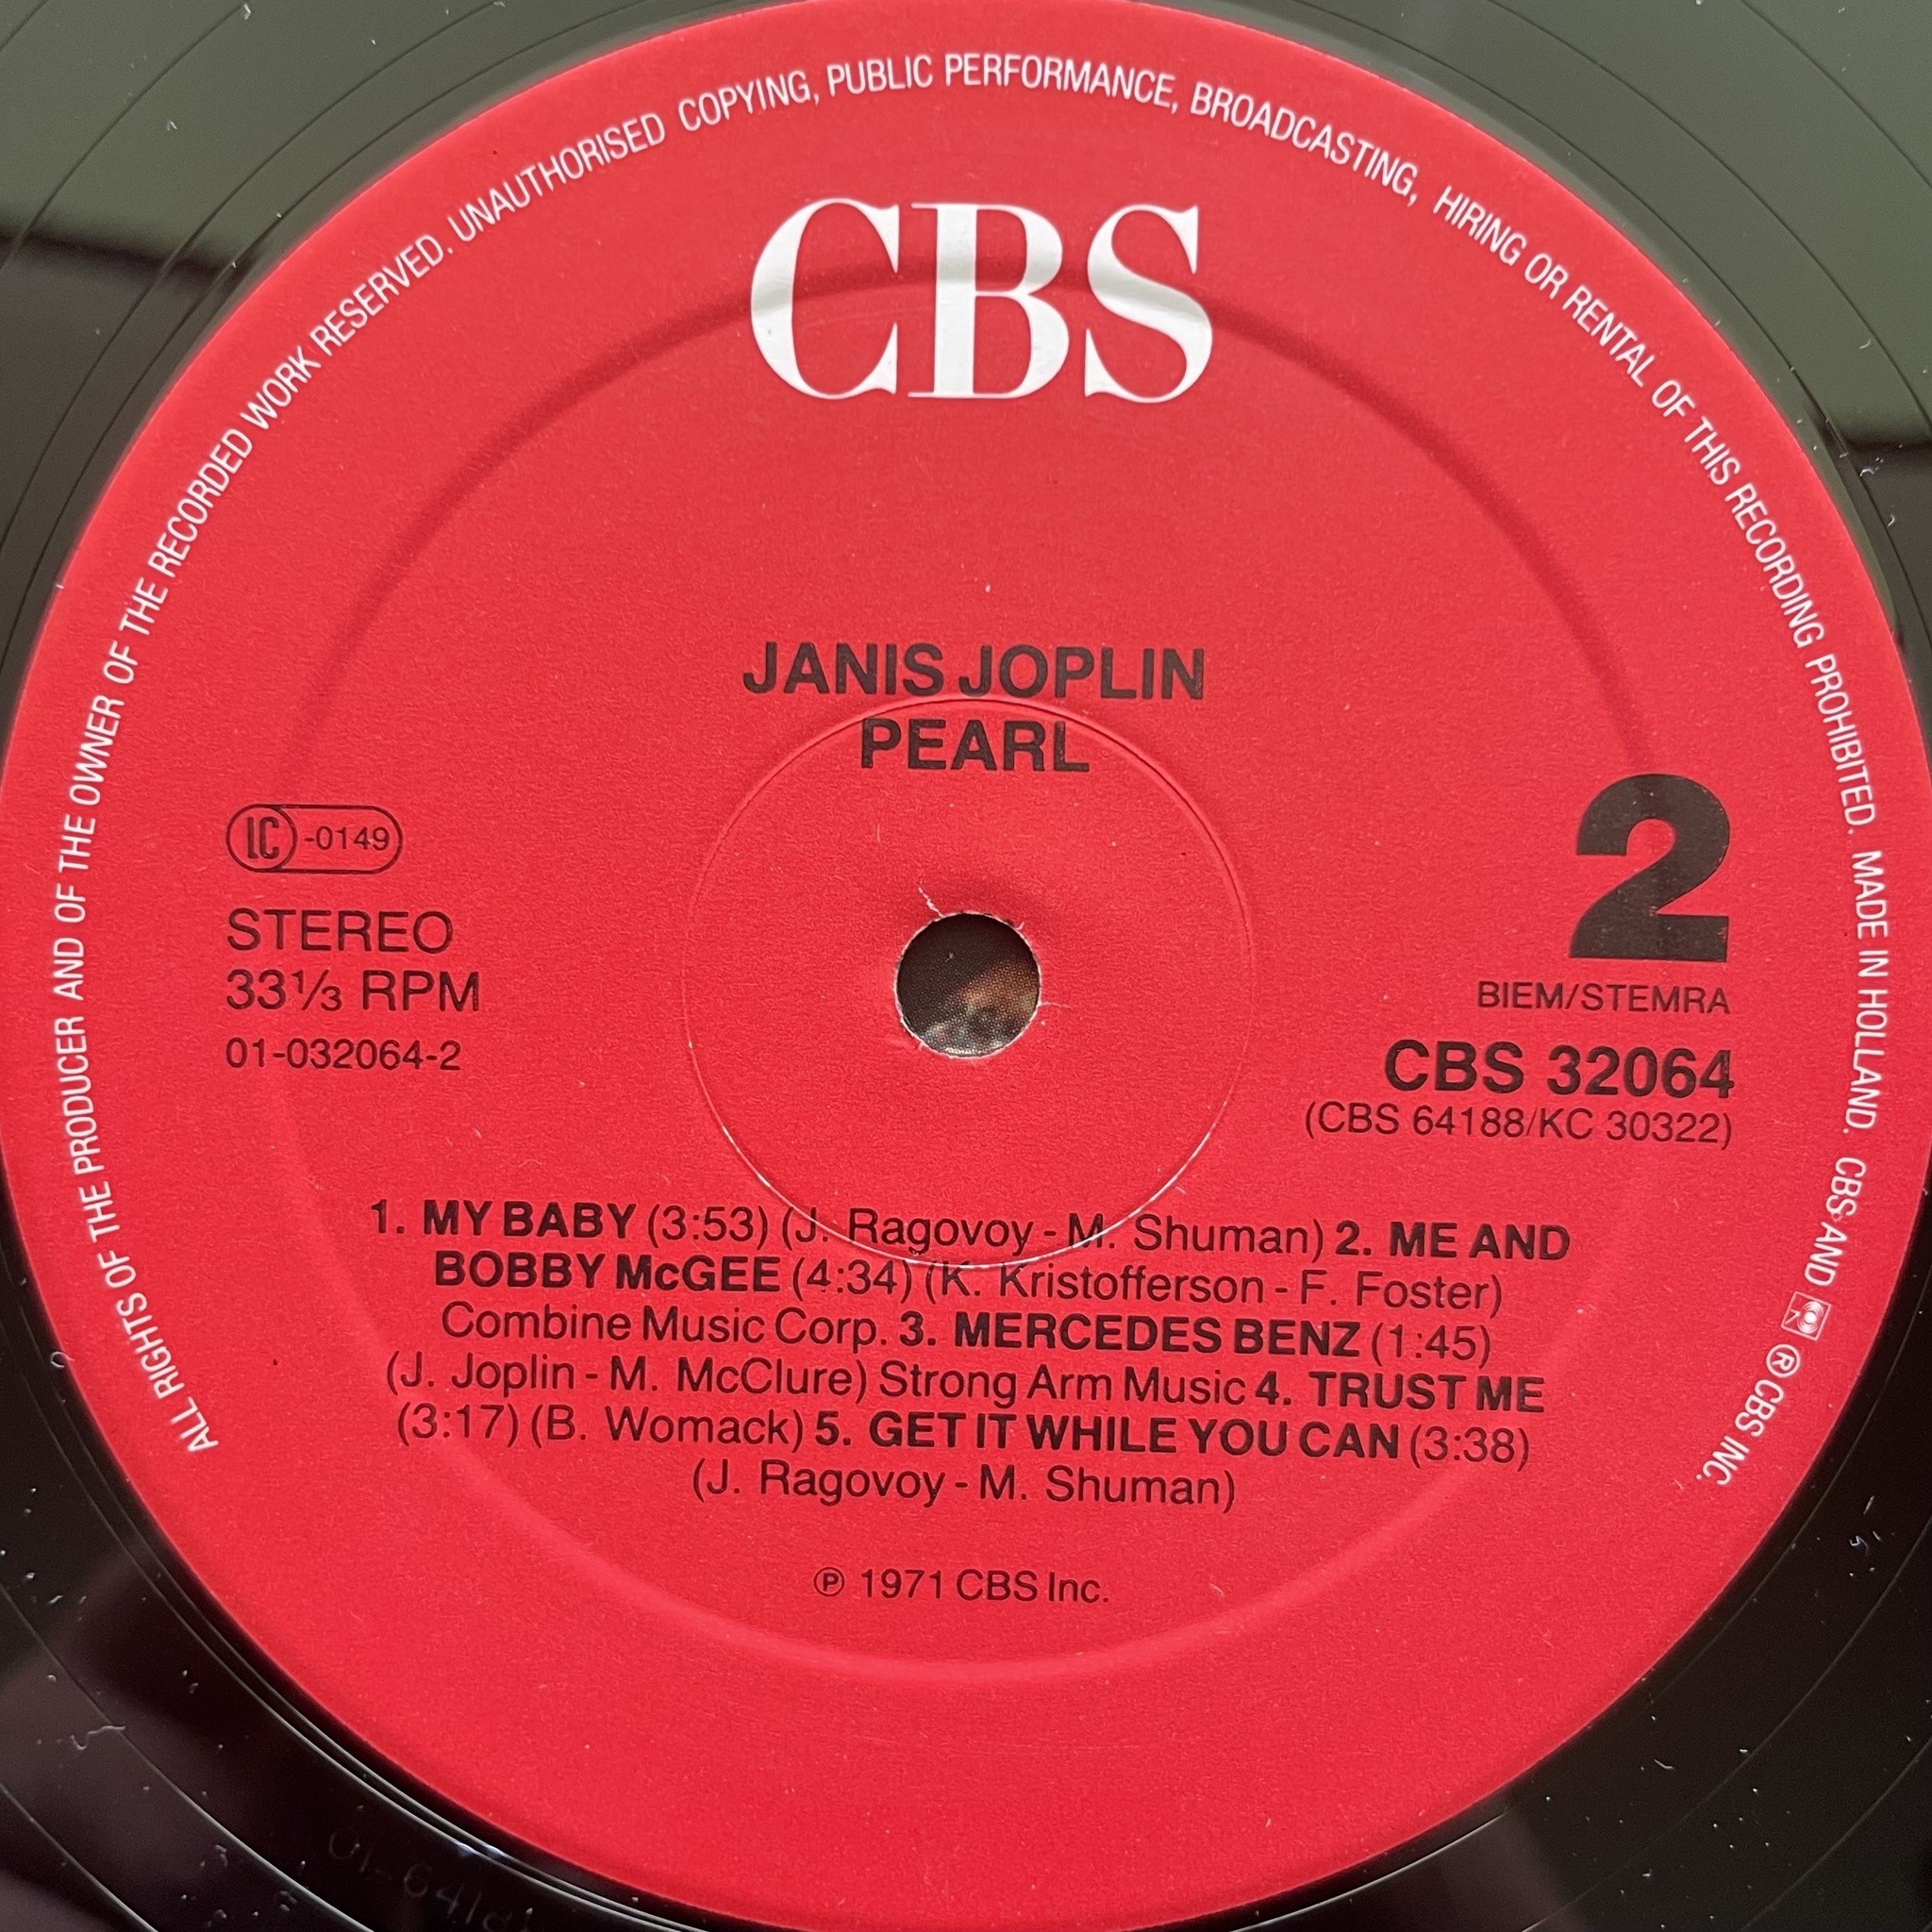 ALL RIGHTS OF THE PRODUCER AND OF THE OWNER OF THE RECORDED WORK RESERVED. UNAUTHORISED COPYING, PUBLIC PERFORMANCE, BROADCASTING, HIRING OR RENTAL OF THIS RECORDING PROHIBITED. MADE IN HOLLAND. CBS AND ® CBS INC.
CBS
JANIS JOPLIN
PEARL
LC -0149
STEREO
33⅓ RPM
01-032064-2
2
BIEM/STEMRA
CBS 32064
(CBS 64188/KC 30322)
1. MY BABY (3:53) (J. Ragovoy - M. Shuman) 2. ME AND
BOBBY McGEE (4:34) (K. Kristofferson - F. Foster)
Combine Music Corp. 3. MERCEDES BENZ (1:45)
(J. Joplin - M. McClure) Strong Arm Music 4. TRUST ME
(3:17) (B. Womack) 5. GET IT WHILE YOU CAN (3:38)
(J. Ragovoy - M. Shuman)
℗ 1971 CBS Inc.